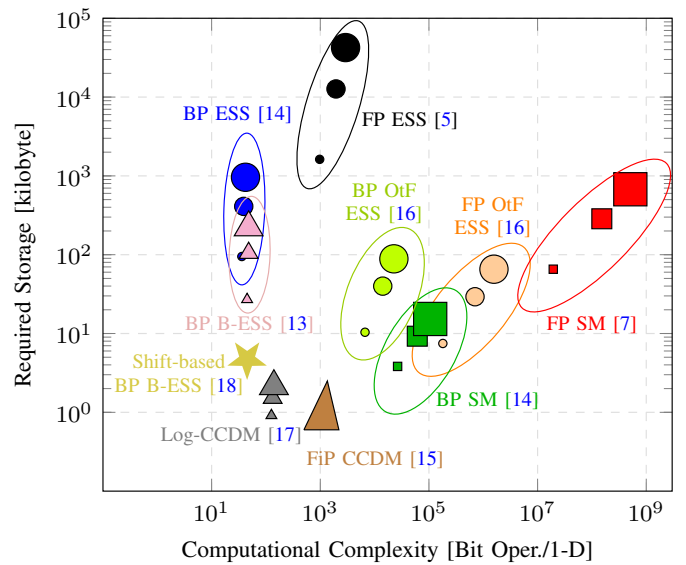 10^5
10^4
10^3
10^2
10^1
10^0
Required Storage [kilobyte]
BP ESS [14]
FP ESS [5]
BP OtF
ESS [16]
FP OtF
ESS [16]
BP B-ESS [13]
FP SM [7]
Shift-based
BP B-ESS [18]
BP SM [14]
Log-CCDM [17]
FiP CCDM [15]
10^1
10^3
10^5
10^7
10^9
Computational Complexity [Bit Oper./1-D]